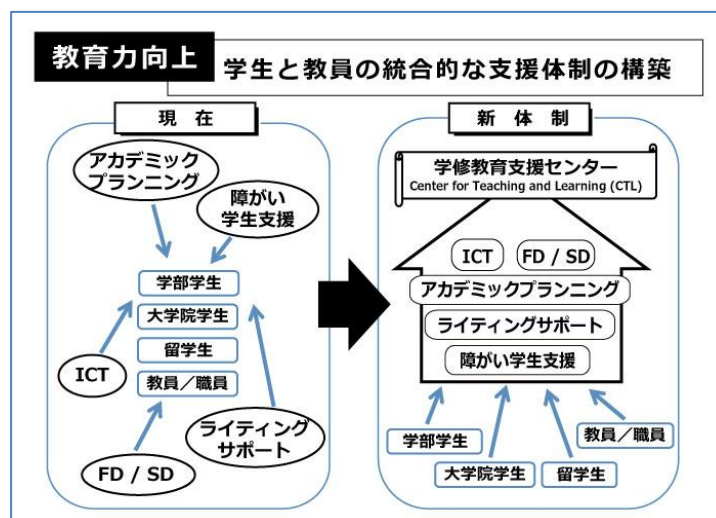 教育力向上
学生と教員の統合的な支援体制の構築
現 在
アカデミック
プランニング
障がい
学生支援
学部学生
大学院学生
留学生
教員／職員
ICT
FD / SD
ライティング
サポート
新 体 制
学修教育支援センター
Center for Teaching and Learning (CTL)
ICT
FD / SD
アカデミックプランニング
ライティングサポート
障がい学生支援
学部学生
大学院学生
留学生
教員／職員